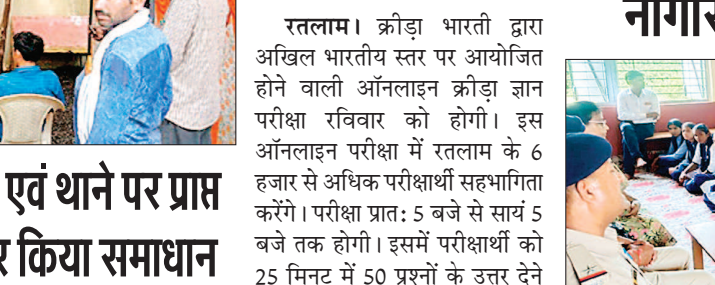 एवं थाने पर प्राप्त
किया समाधान
रतलाम। क्रीड़ा भारती द्वारा
अखिल भारतीय स्तर पर आयोजित
होने वाली ऑनलाइन क्रीड़ा ज्ञान
परीक्षा रविवार को होगी। इस
ऑनलाइन परीक्षा में रतलाम के 6
हजार से अधिक परीक्षार्थी सहभागिता
करेंगे। परीक्षा प्रात: 5 बजे से सायं 5
बजे तक होगी। इसमें परीक्षार्थी को
25 मिनट में 50 प्रश्नों के उत्तर देने